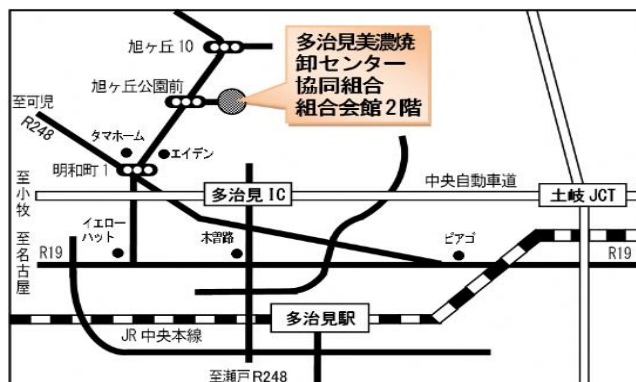 旭ヶ丘10
多治見美濃焼
卸センター
協同組合
組合会館2階
旭ヶ丘公園前
至可児
R248
タマホーム
エイデン
明和町1
至小牧
多治見IC
中央自動車道
土岐JCT
至名古屋
R19
イエロー
ハット
木曽路
ピアゴ
R19
多治見駅
JR中央本線
至瀬戸R248